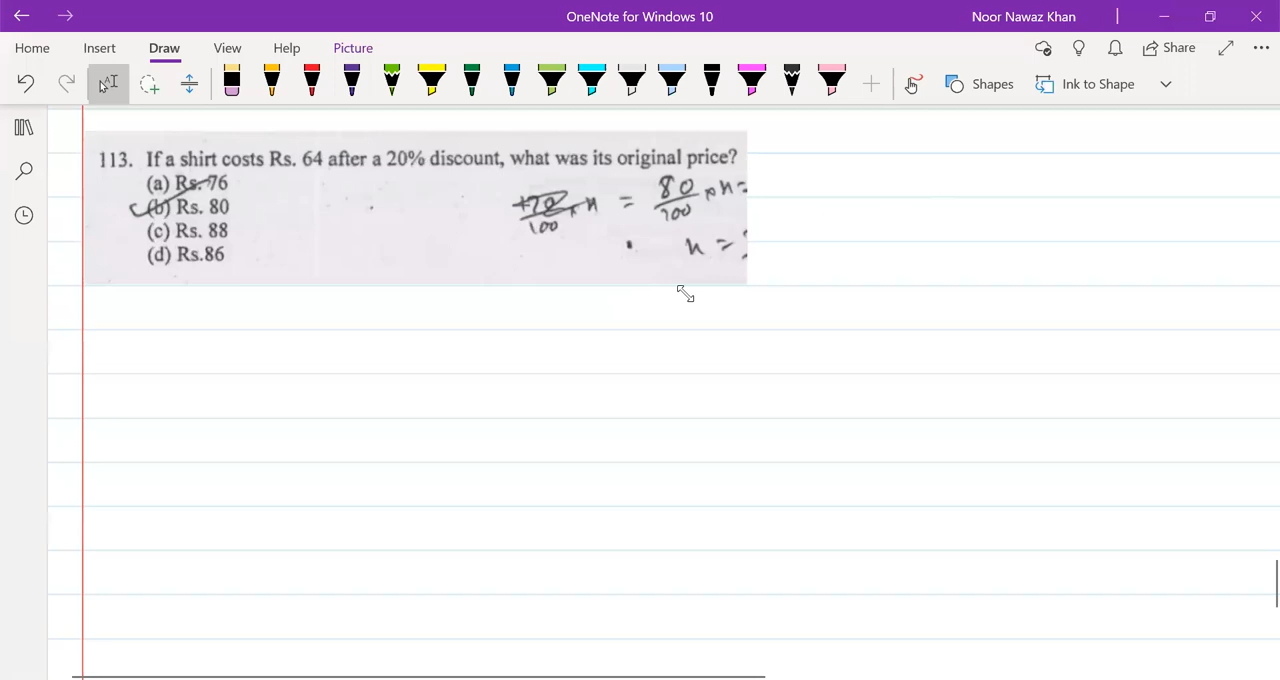 OneNote for Windows 10
Noor Nawaz Khan
Home Insert Draw View Help Picture Share
Shapes Ink to Shape
113. If a shirt costs Rs. 64 after a 20% discount, what was its original price?
(a) Rs. 76
(b) Rs. 80
(c) Rs. 88
(d) Rs.86
= 80/100
100